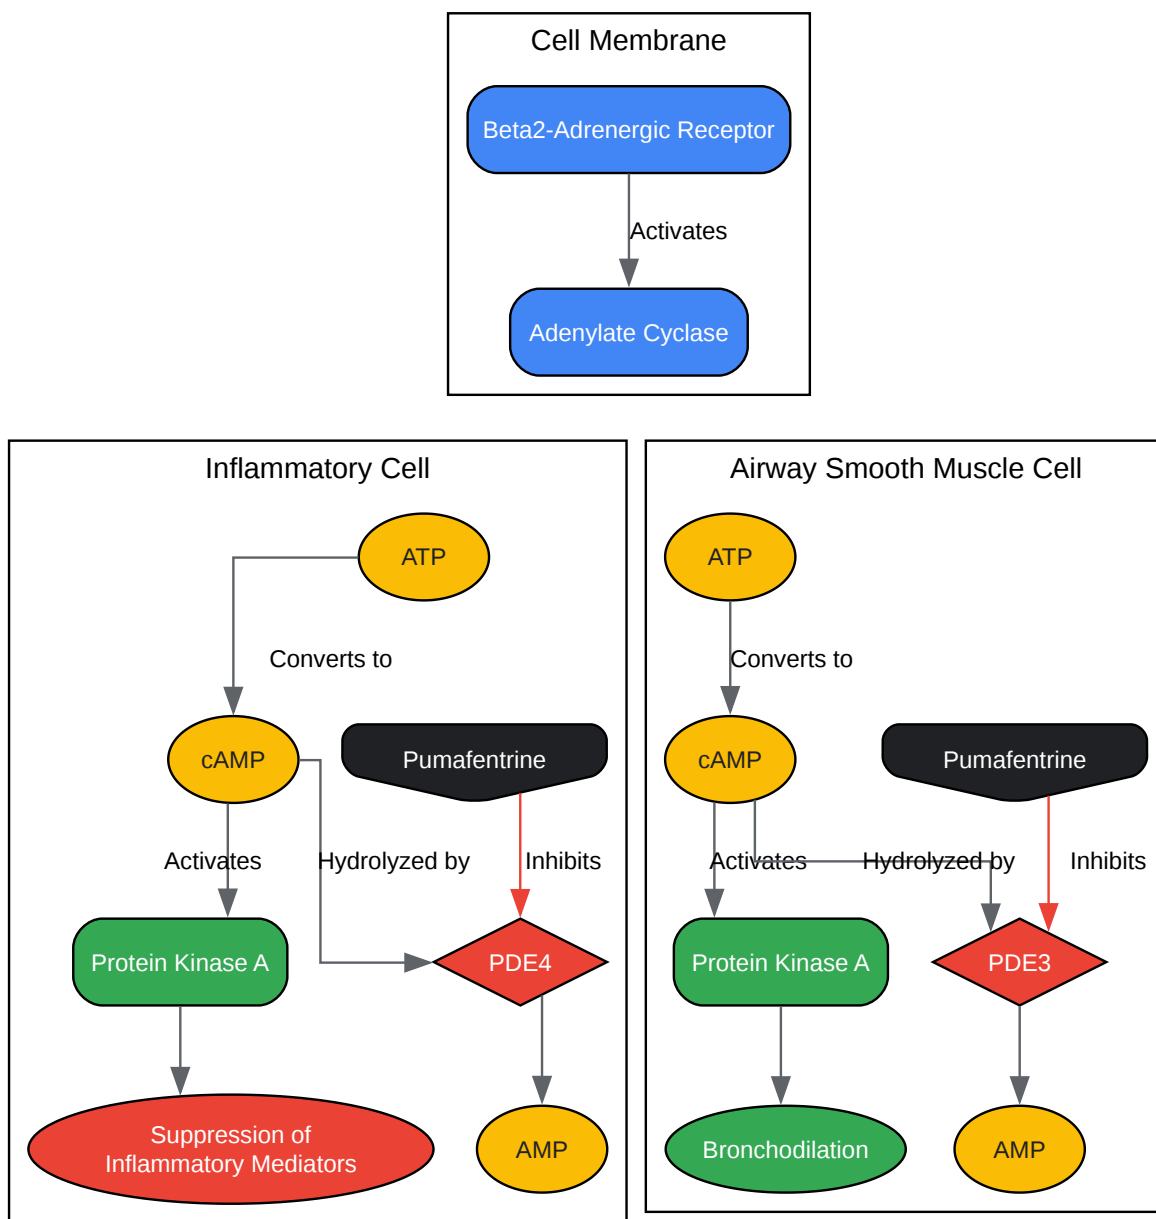 Cell Membrane
Beta2-Adrenergic Receptor
Activates
Adenylate Cyclase
Inflammatory Cell
ATP
Converts to
cAMP
Pumafentrine
Activates
Hydrolyzed by
Inhibits
Protein Kinase A
PDE4
Suppression of
Inflammatory Mediators
AMP
Airway Smooth Muscle Cell
ATP
Converts to
cAMP
Pumafentrine
Activates
Hydrolyzed by
Inhibits
Protein Kinase A
PDE3
Bronchodilation
AMP